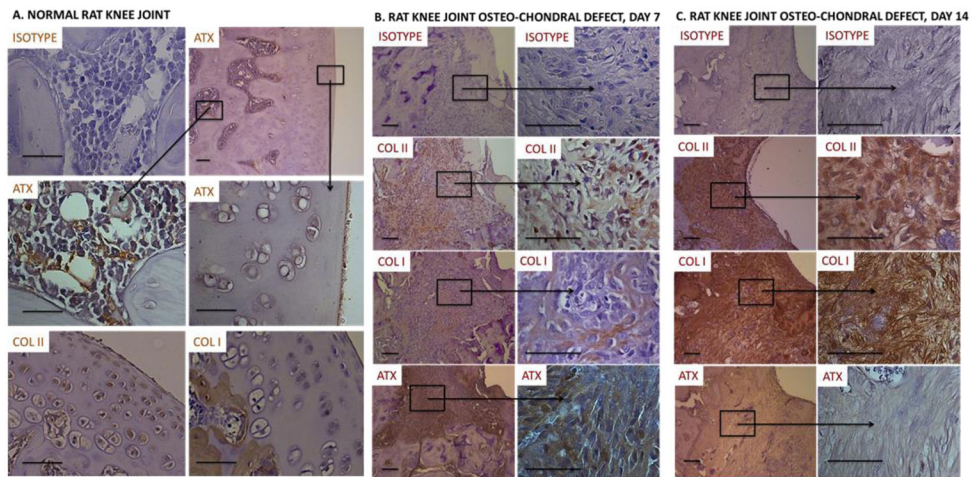 A. NORMAL RAT KNEE JOINT
ISOTYPE
ATX
ATX
ATX
COL II
COL I
B. RAT KNEE JOINT OSTEO-CHONDRAL DEFECT, DAY 7
ISOTYPE
ISOTYPE
COL II
COL II
COL I
COL I
ATX
ATX
C. RAT KNEE JOINT OSTEO-CHONDRAL DEFECT, DAY 14
ISOTYPE
ISOTYPE
COL II
COL II
COL I
COL I
ATX
ATX